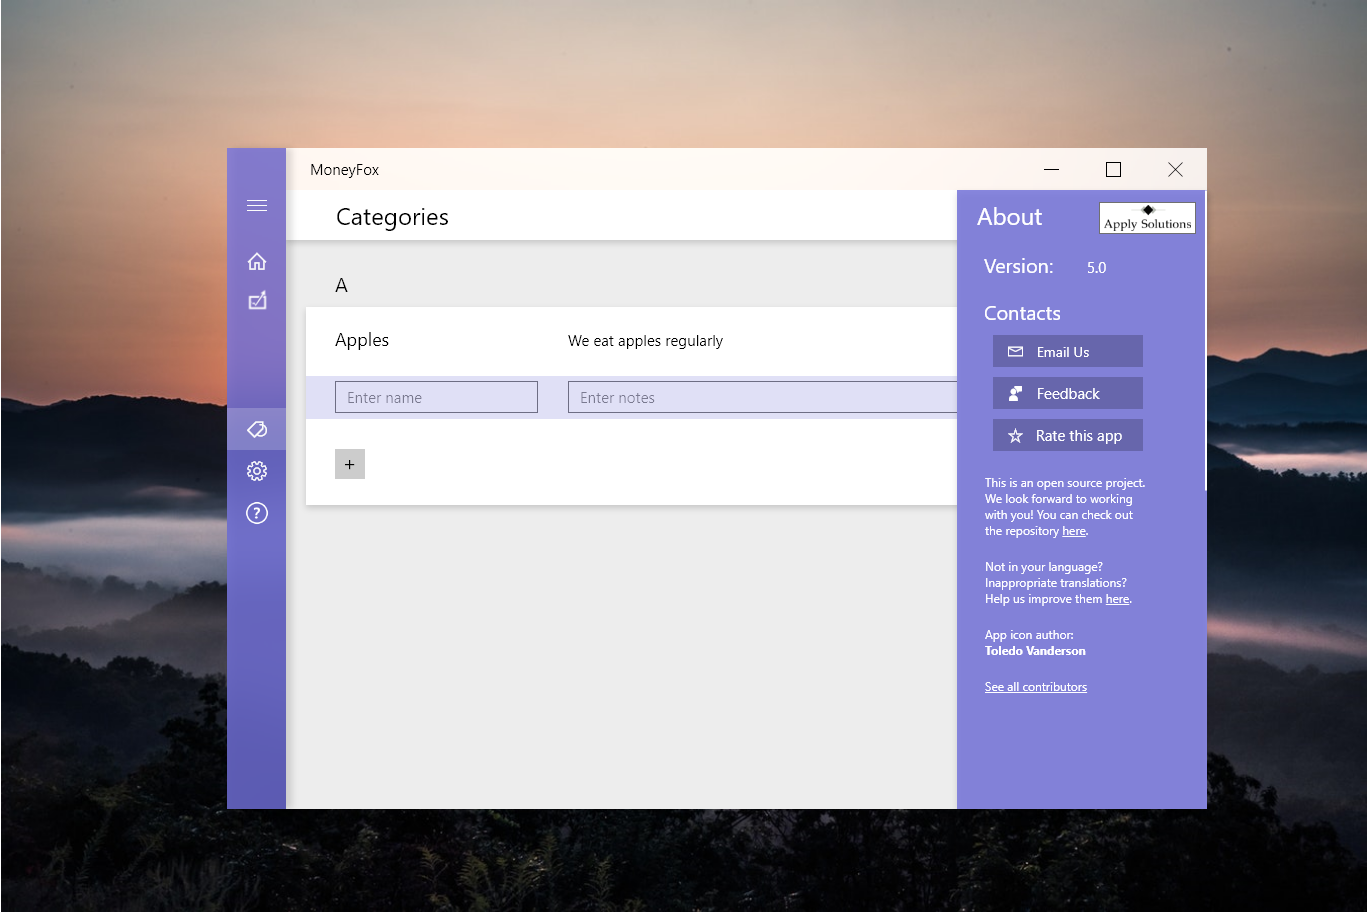 MoneyFox
Categories
A
Apples
We eat apples regularly
Enter name
Enter notes
+
About
Apply Solutions
Version: 5.0
Contacts
Email Us
Feedback
Rate this app
This is an open source project.
We look forward to working
with you! You can check out
the repository here.
Not in your language?
Inappropriate translations?
Help us improve them here.
App icon author:
Toledo Vanderson
See all contributors